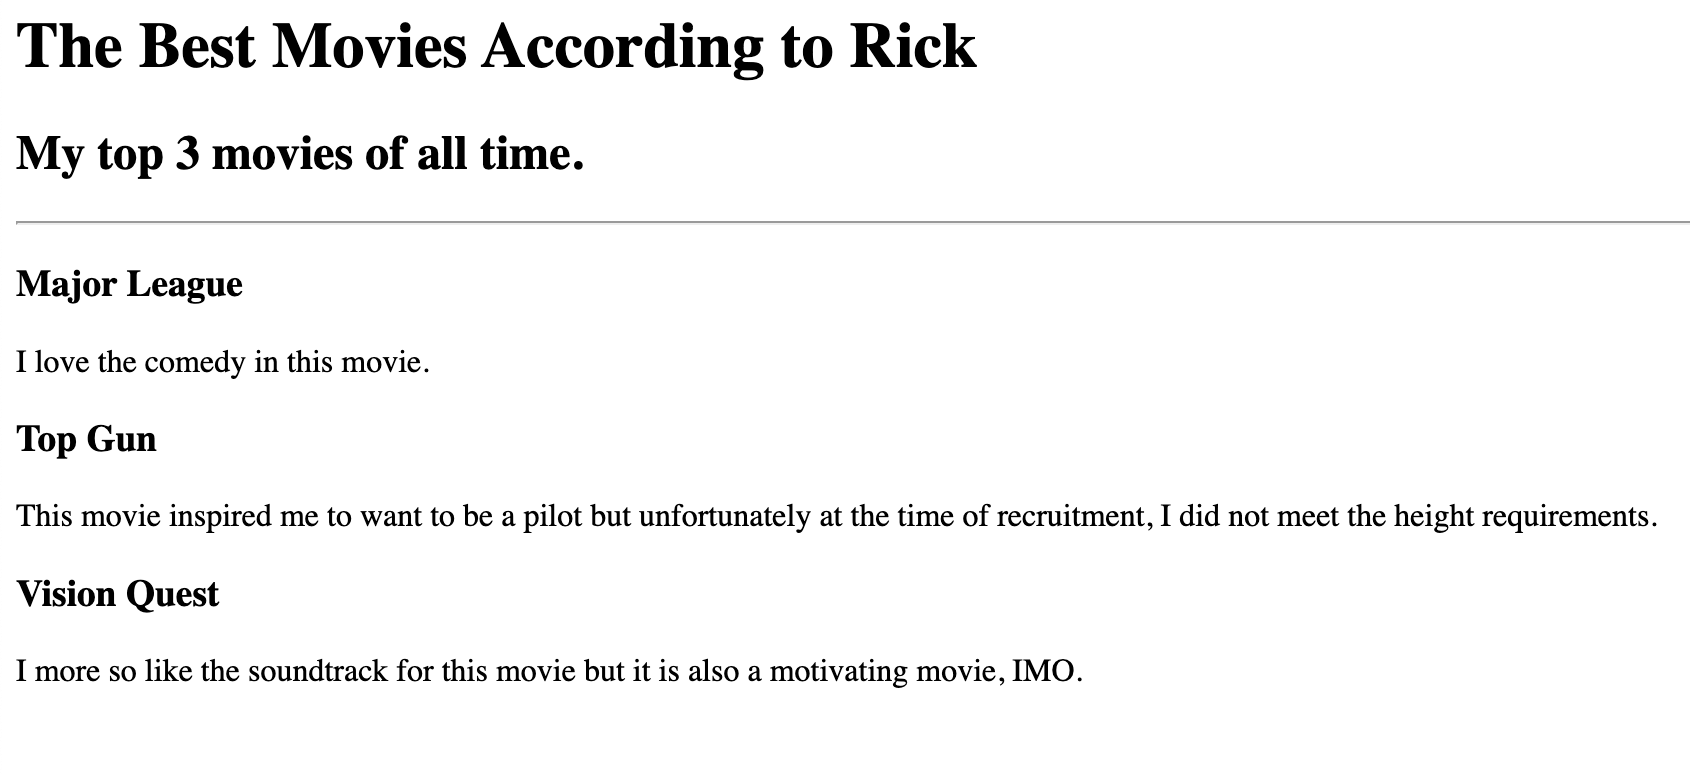 The Best Movies According to Rick
My top 3 movies of all time.
Major League
I love the comedy in this movie.
Top Gun
This movie inspired me to want to be a pilot but unfortunately at the time of recruitment, I did not meet the height requirements.
Vision Quest
I more so like the soundtrack for this movie but it is also a motivating movie, IMO.